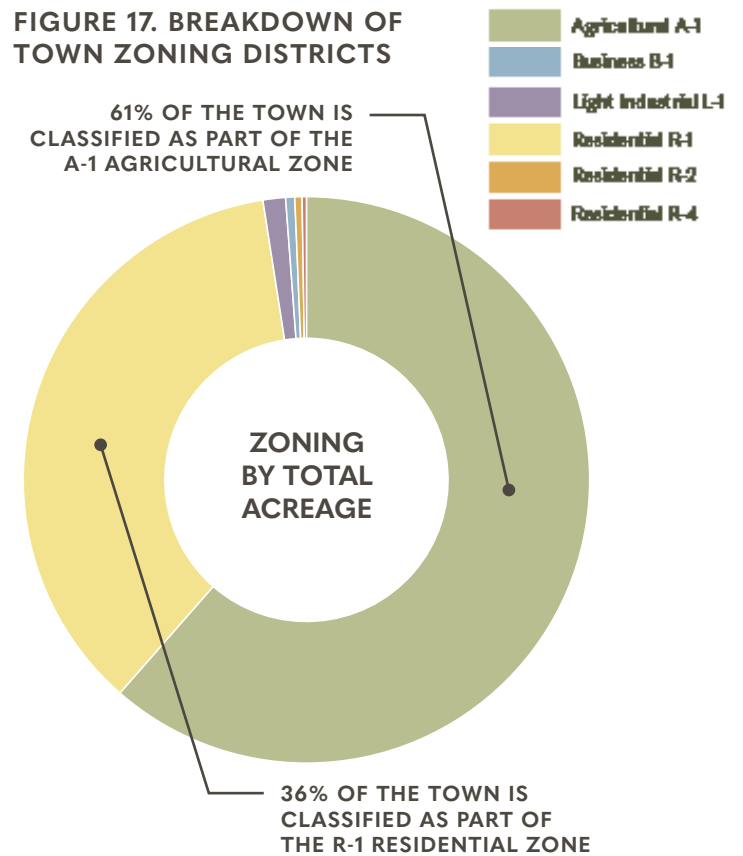 FIGURE 17. BREAKDOWN OF
TOWN ZONING DISTRICTS
Agricultural A-1
Business B-1
Light Industrial L-1
Residential R-1
Residential R-2
Residential R-4
61% OF THE TOWN IS
CLASSIFIED AS PART OF THE
A-1 AGRICULTURAL ZONE
ZONING
BY TOTAL
ACREAGE
36% OF THE TOWN IS
CLASSIFIED AS PART OF
THE R-1 RESIDENTIAL ZONE